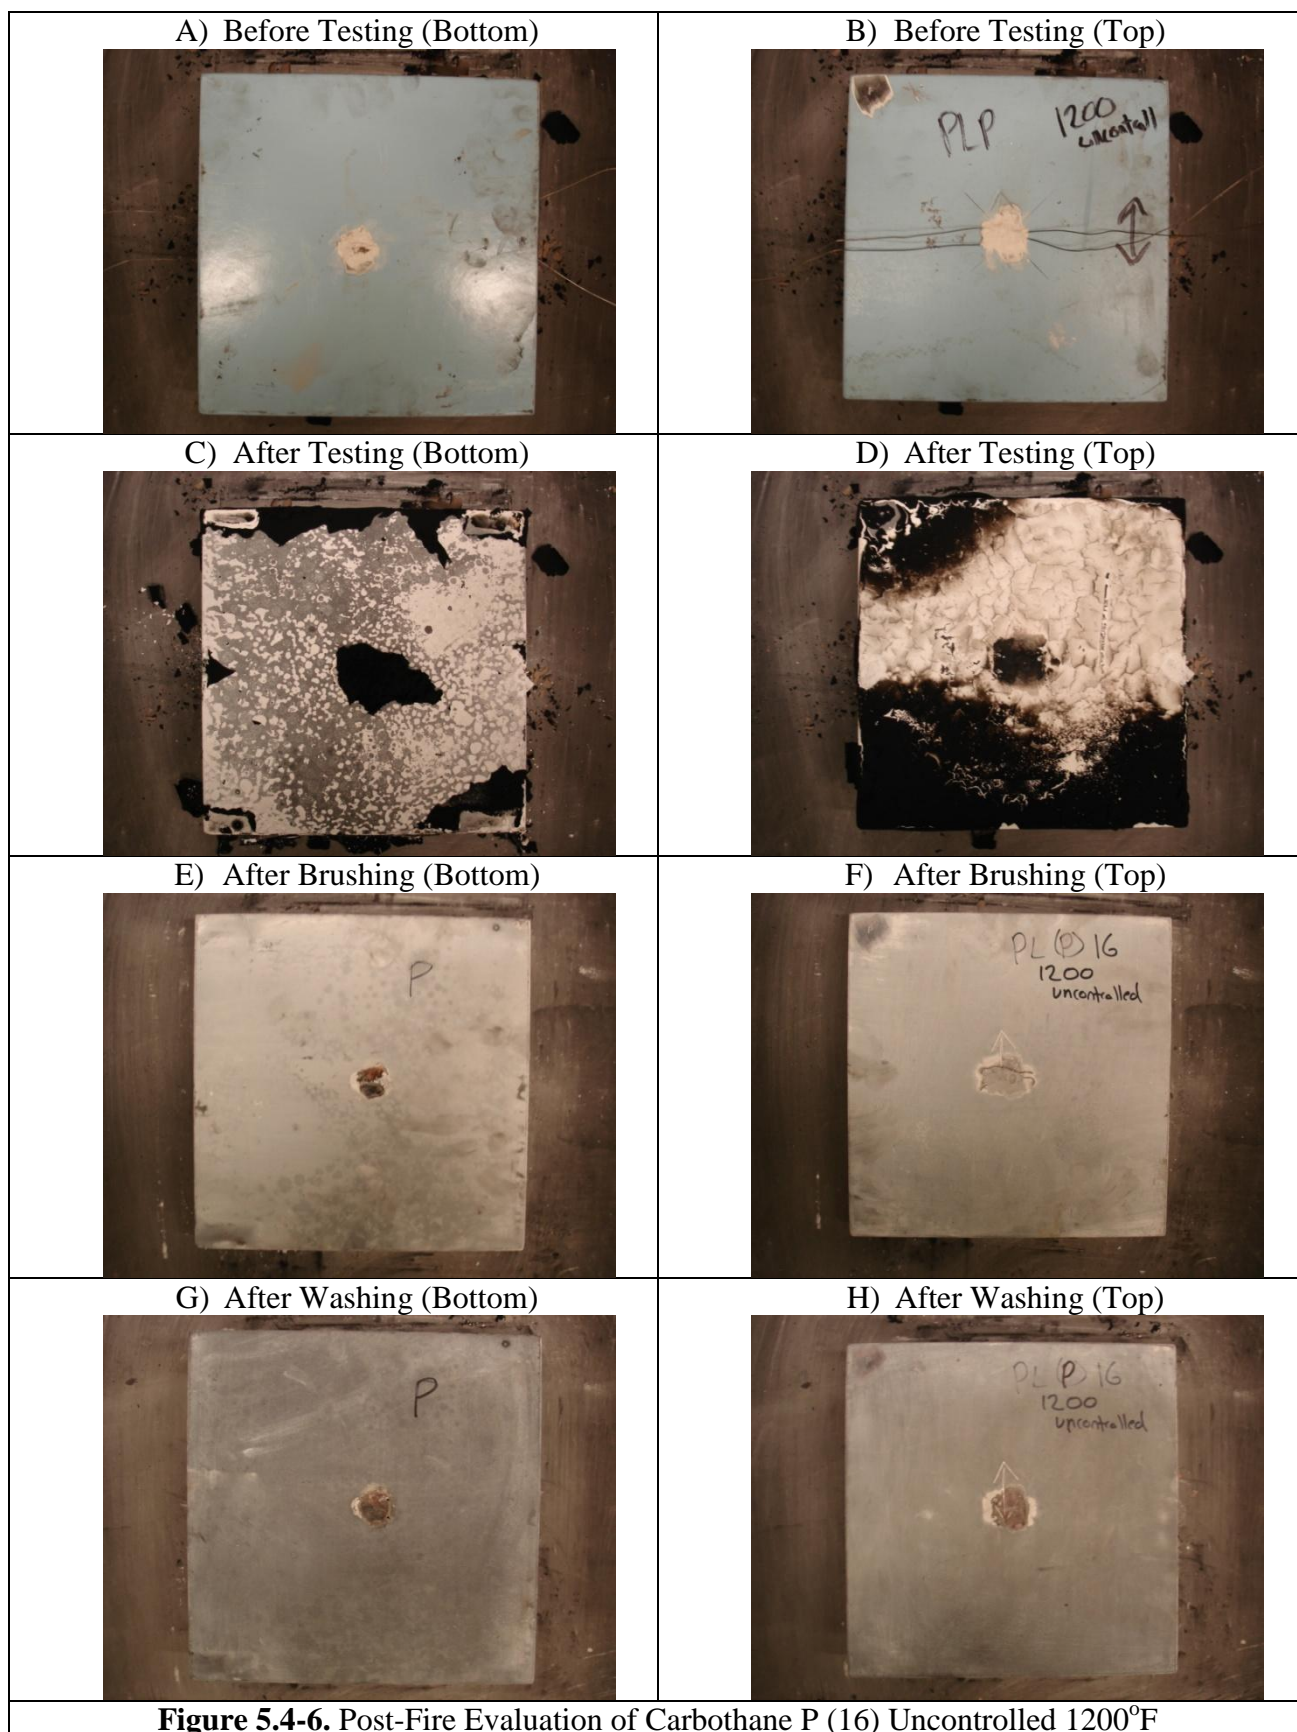 A) Before Testing (Bottom)
B) Before Testing (Top)
PLP
1200
uncontrall
C) After Testing (Bottom)
D) After Testing (Top)
E) After Brushing (Bottom)
F) After Brushing (Top)
P
PL (P) 16
1200
uncontrolled
G) After Washing (Bottom)
H) After Washing (Top)
P
PL (P) 16
1200
uncontrolled
Figure 5.4-6. Post-Fire Evaluation of Carbothane P (16) Uncontrolled 1200°F